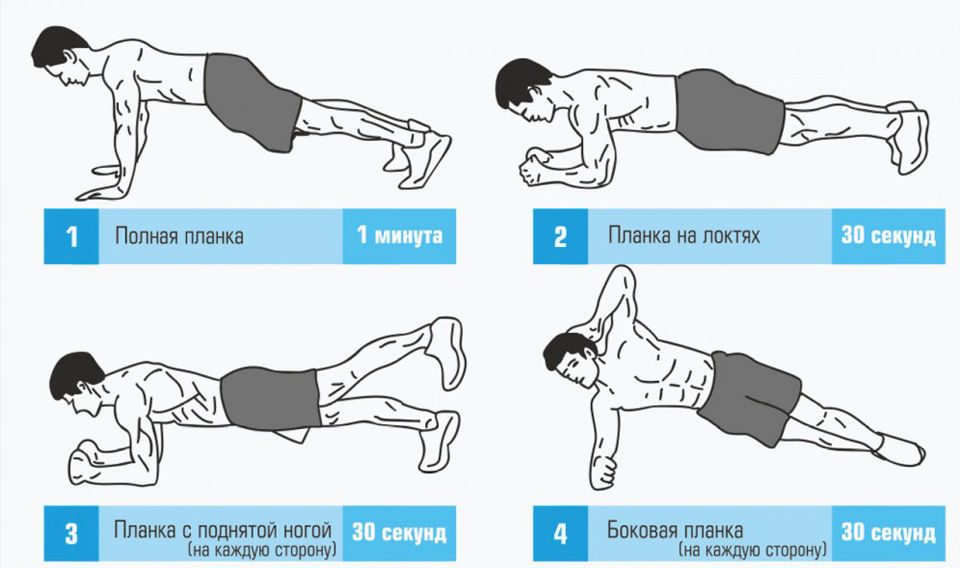 1 Полная планка 1 минута
2 Планка на локтях 30 секунд
3 Планка с поднятой ногой 30 секунд
(на каждую сторону)
4 Боковая планка 30 секунд
(на каждую сторону)